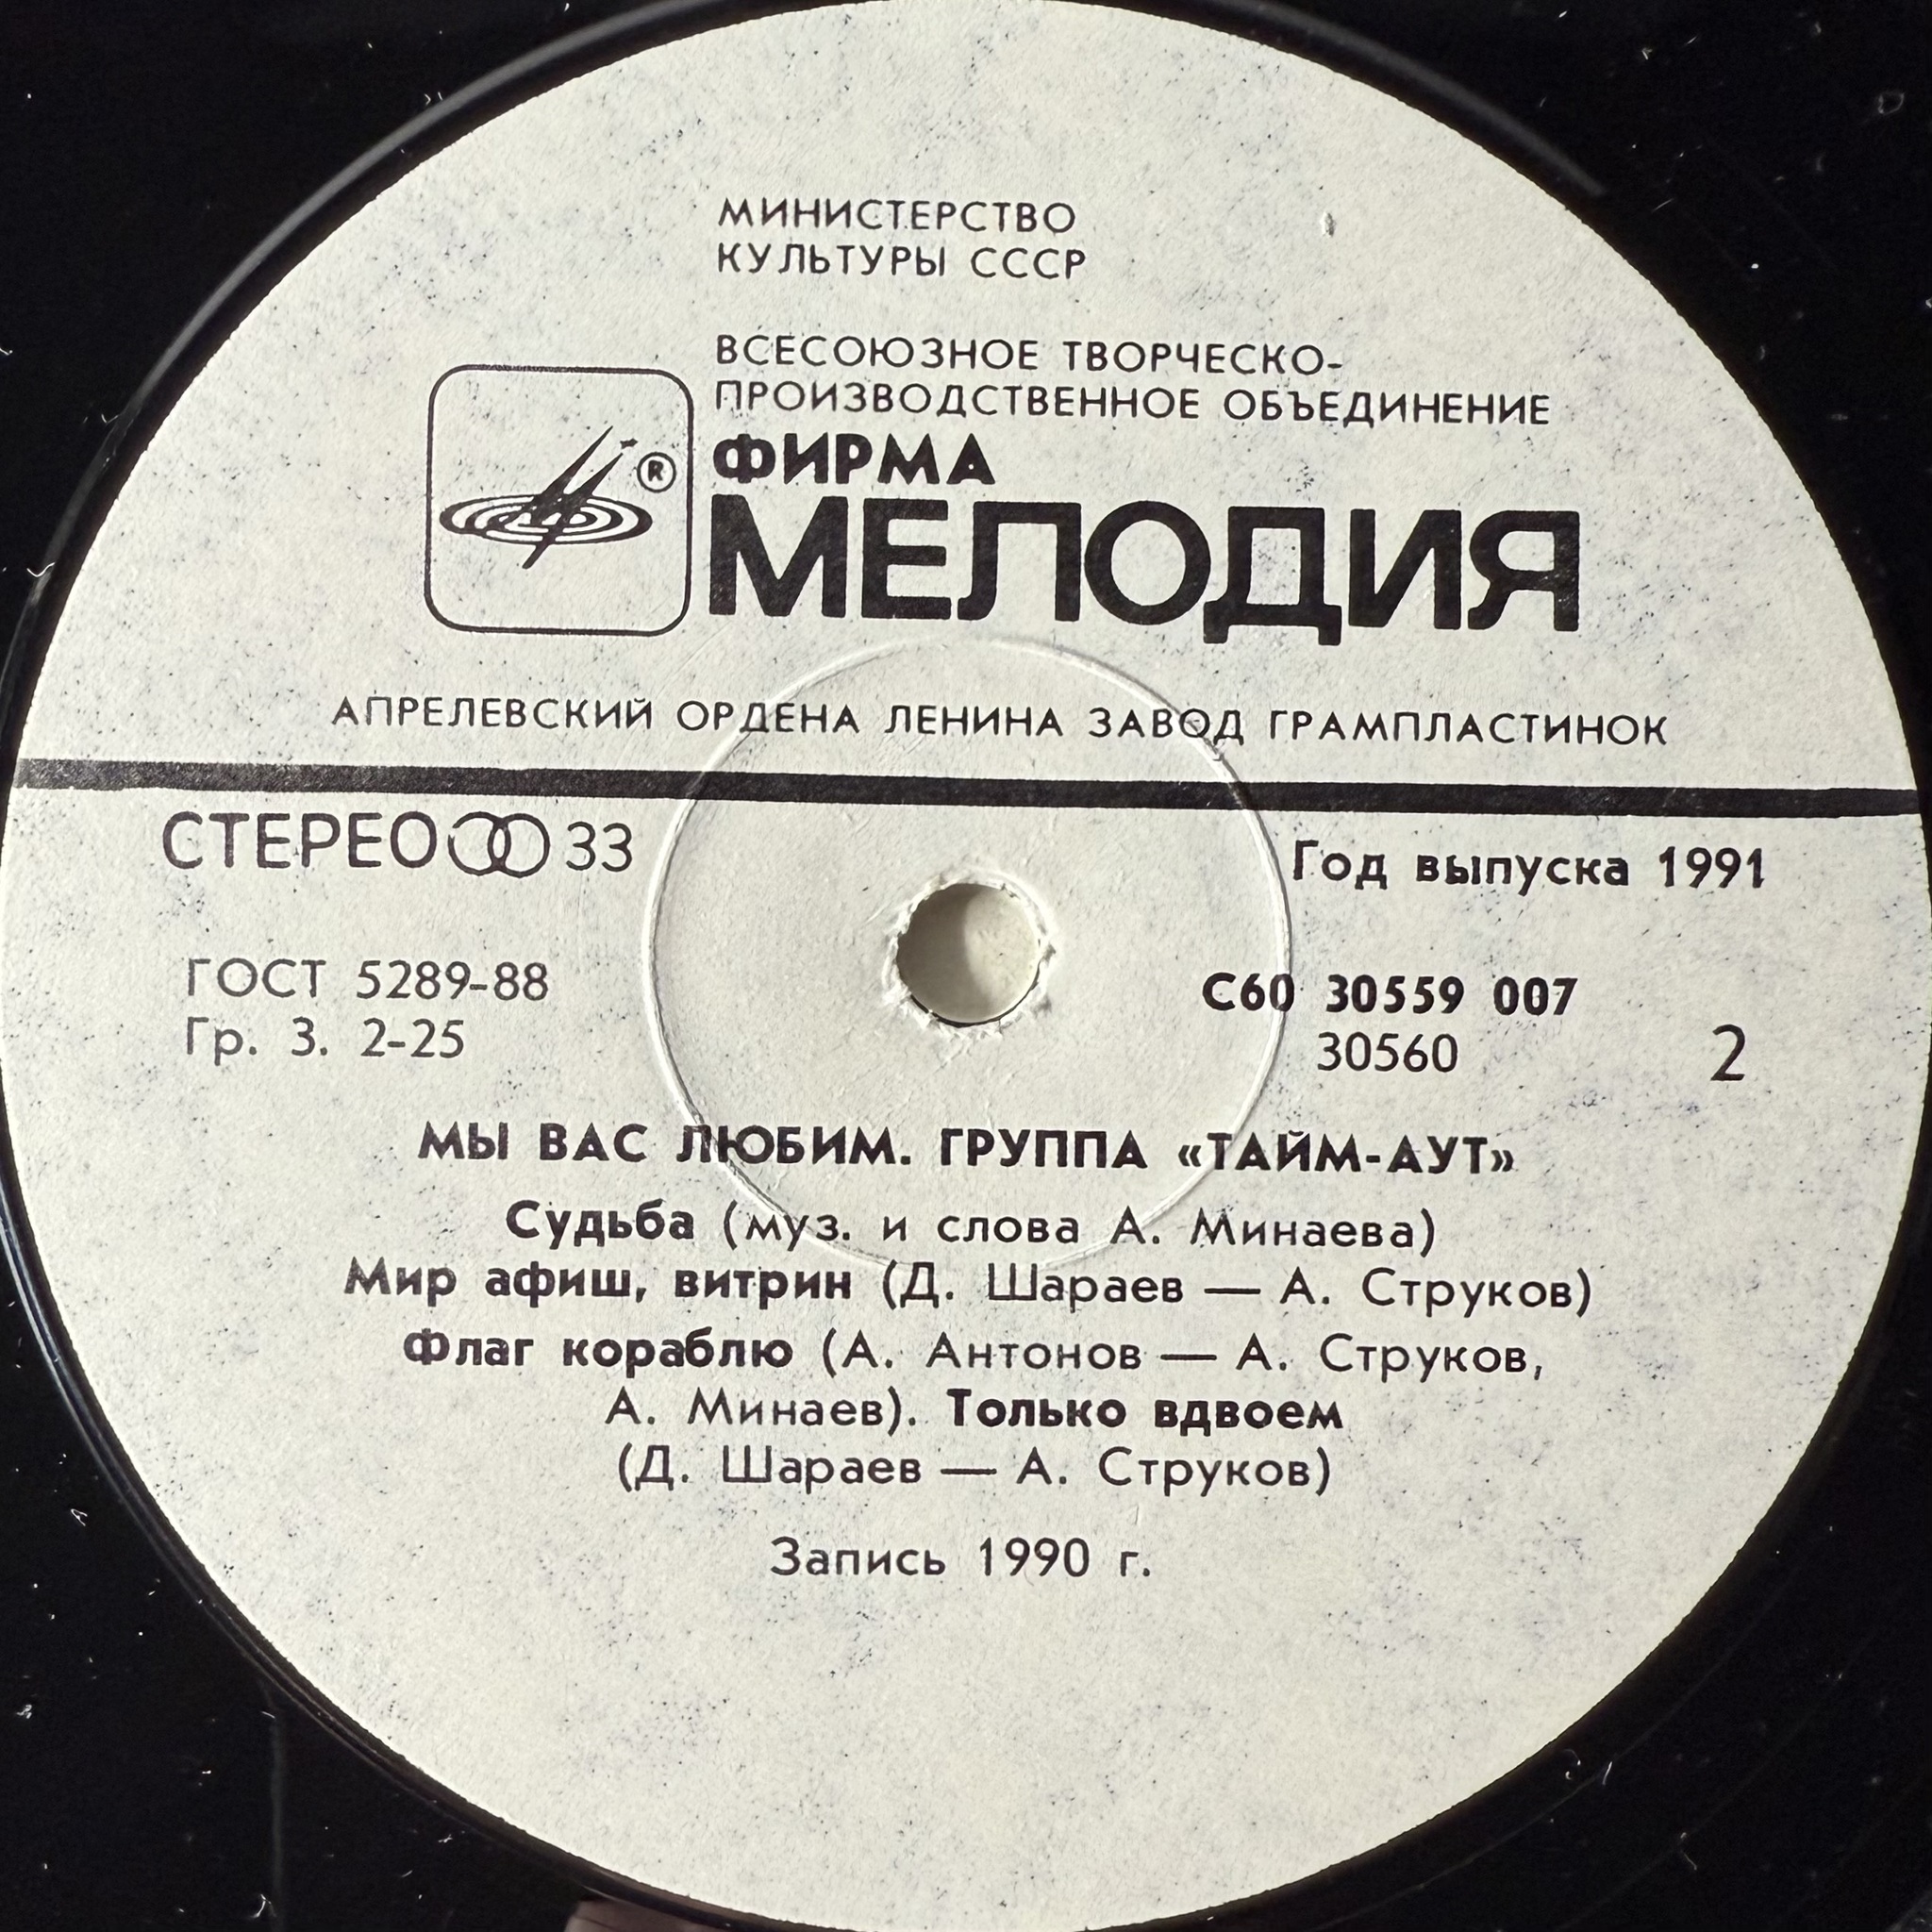 МИНИСТЕРСТВО
КУЛЬТУРЫ СССР
ВСЕСОЮЗНОЕ ТВОРЧЕСКО-
ПРОИЗВОДСТВЕННОЕ ОБЪЕДИНЕНИЕ
®
ФИРМА
МЕЛОДИЯ
АПРЕЛЕВСКИЙ ОРДЕНА ЛЕНИНА ЗАВОД ГРАМПЛАСТИНОК
СТЕРЕО 33
Год выпуска 1991
ГОСТ 5289-88
Гр. 3. 2-25
С60 30559 007
30560
2
МЫ ВАС ЛЮБИМ. ГРУППА «ТАЙМ-АУТ»
Судьба (муз. и слова А. Минаева)
Мир афиш, витрин (Д. Шараев — А. Струков)
Флаг кораблю (А. Антонов — А. Струков,
А. Минаев). Только вдвоем
(Д. Шараев — А. Струков)
Запись 1990 г.